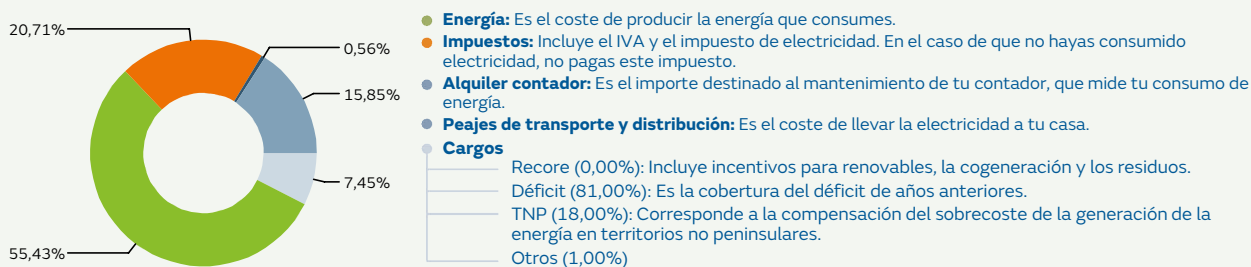 20,71%
0,56%
15,85%
7,45%
55,43%
Energía: Es el coste de producir la energía que consumes.
Impuestos: Incluye el IVA y el impuesto de electricidad. En el caso de que no hayas consumido
electricidad, no pagas este impuesto.
Alquiler contador: Es el importe destinado al mantenimiento de tu contador, que mide tu consumo de
energía.
Peajes de transporte y distribución: Es el coste de llevar la electricidad a tu casa.
Cargos
Recore (0,00%): Incluye incentivos para renovables, la cogeneración y los residuos.
Déficit (81,00%): Es la cobertura del déficit de años anteriores.
TNP (18,00%): Corresponde a la compensación del sobrecoste de la generación de la
energía en territorios no peninsulares.
Otros (1,00%)